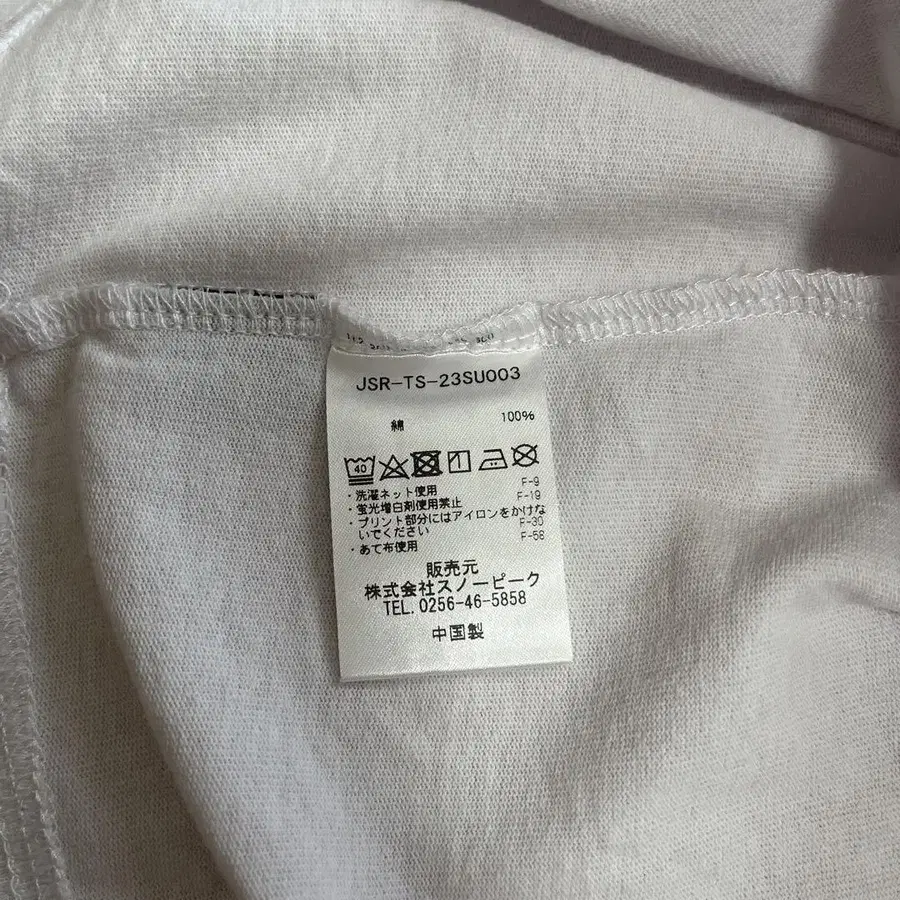 JSR-TS-23SU003
綿 100%
40
・洗濯ネット使用 F-9
・蛍光増白剤使用禁止 F-19
・プリント部分にはアイロンをかけな
いでください F-30
・あて布使用 F-58
販売元
株式会社スノーピーク
TEL. 0256-46-5858
中国製